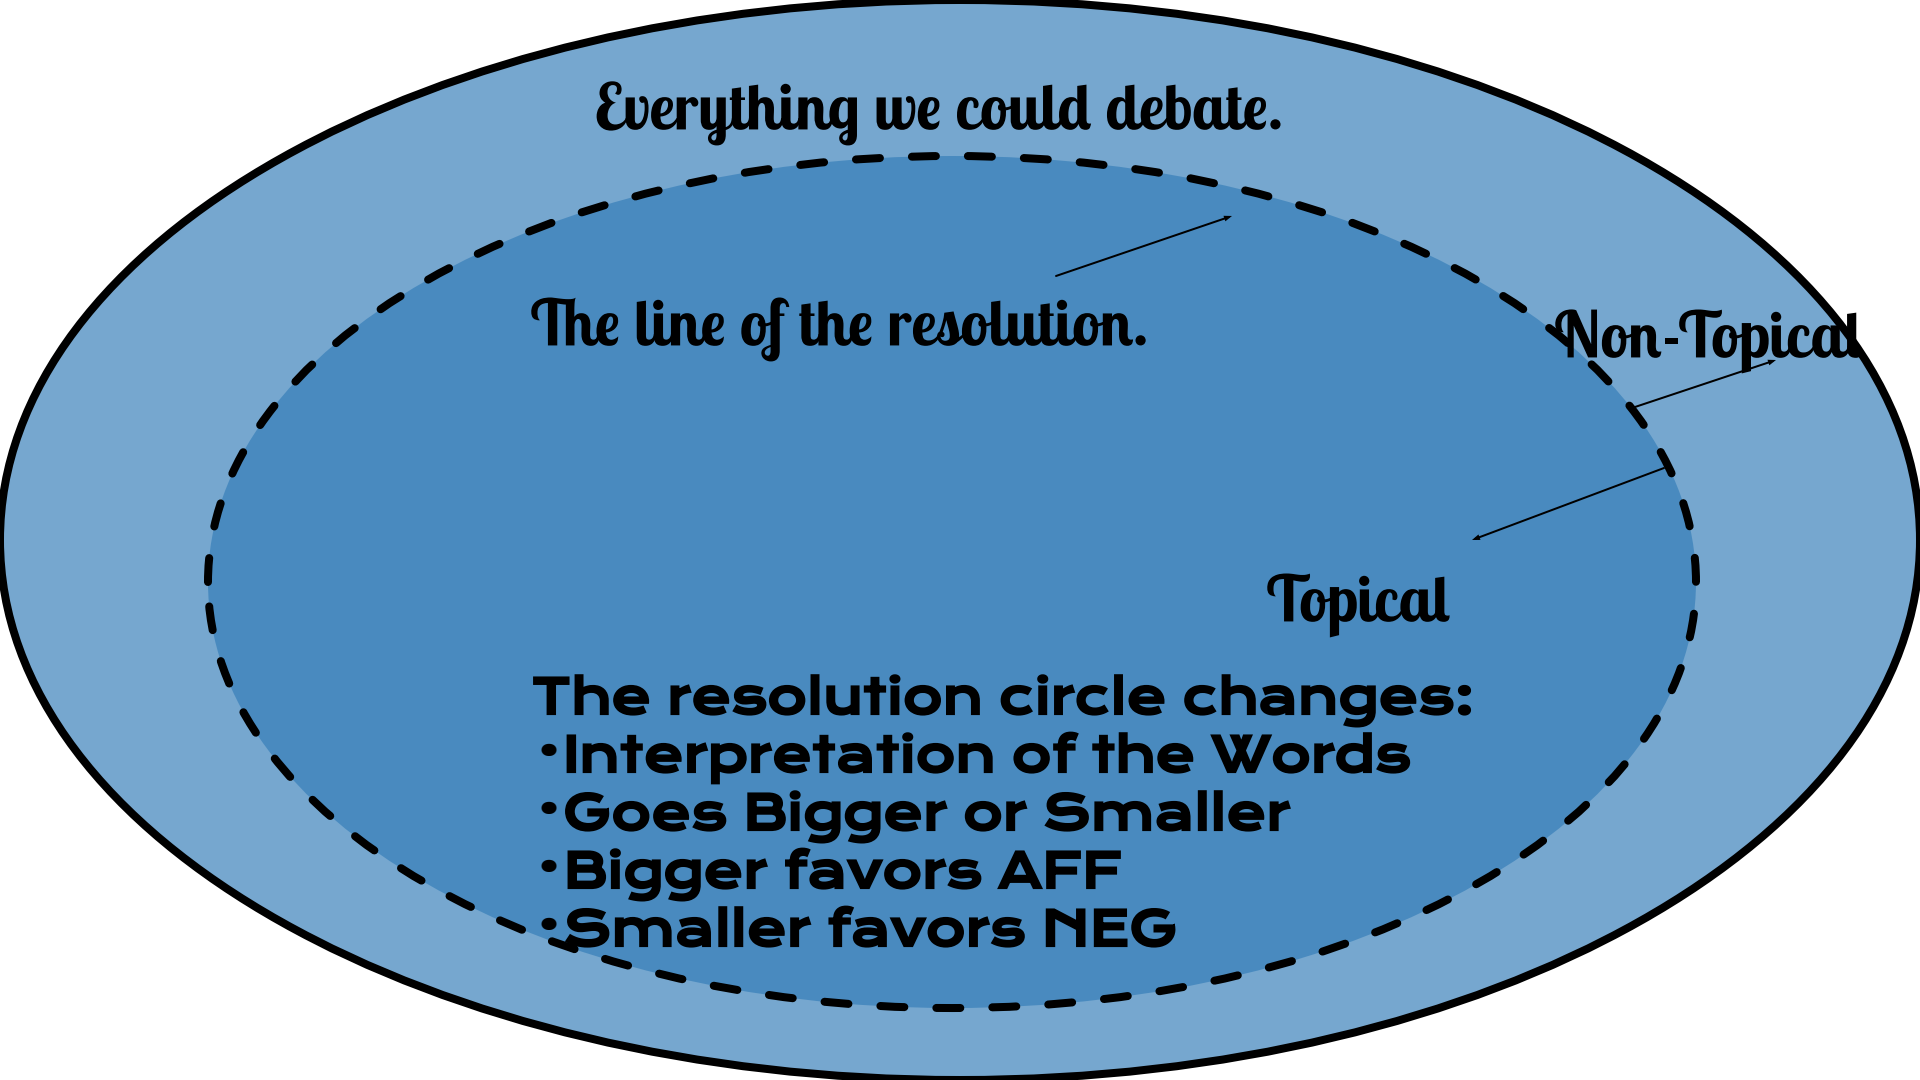 Everything we could debate.
The line of the resolution.
Non-Topical
Topical
The resolution circle changes:
•Interpretation of the Words
•Goes Bigger or Smaller
•Bigger favors AFF
•Smaller favors NEG